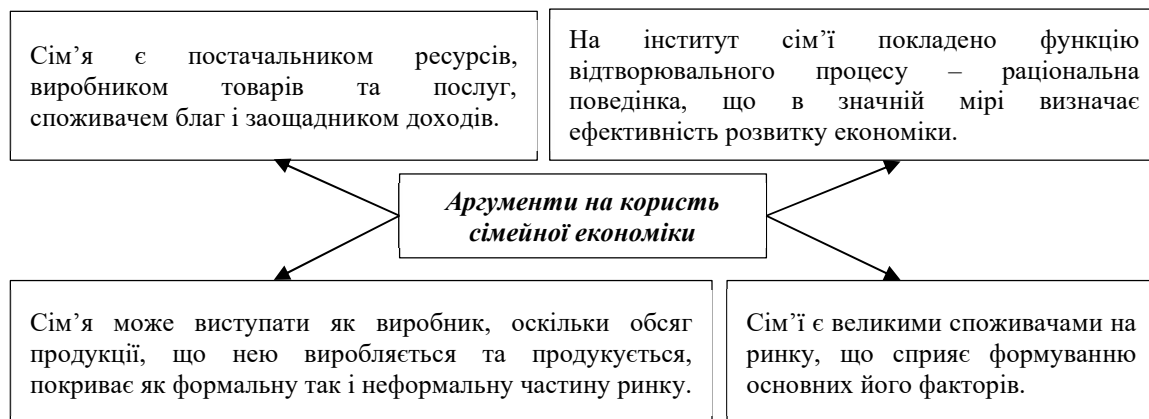 Сім’я є постачальником ресурсів,
виробником товарів та послуг,
споживачем благ і заощадником доходів.
На інститут сім’ї покладено функцію
відтворювального процесу – раціональна
поведінка, що в значній мірі визначає
ефективність розвитку економіки.
Аргументи на користь
сімейної економіки
Сім’я може виступати як виробник, оскільки обсяг
продукції, що нею виробляється та продукується,
покриває як формальну так і неформальну частину ринку.
Сім’ї є великими споживачами на
ринку, що сприяє формуванню
основних його факторів.